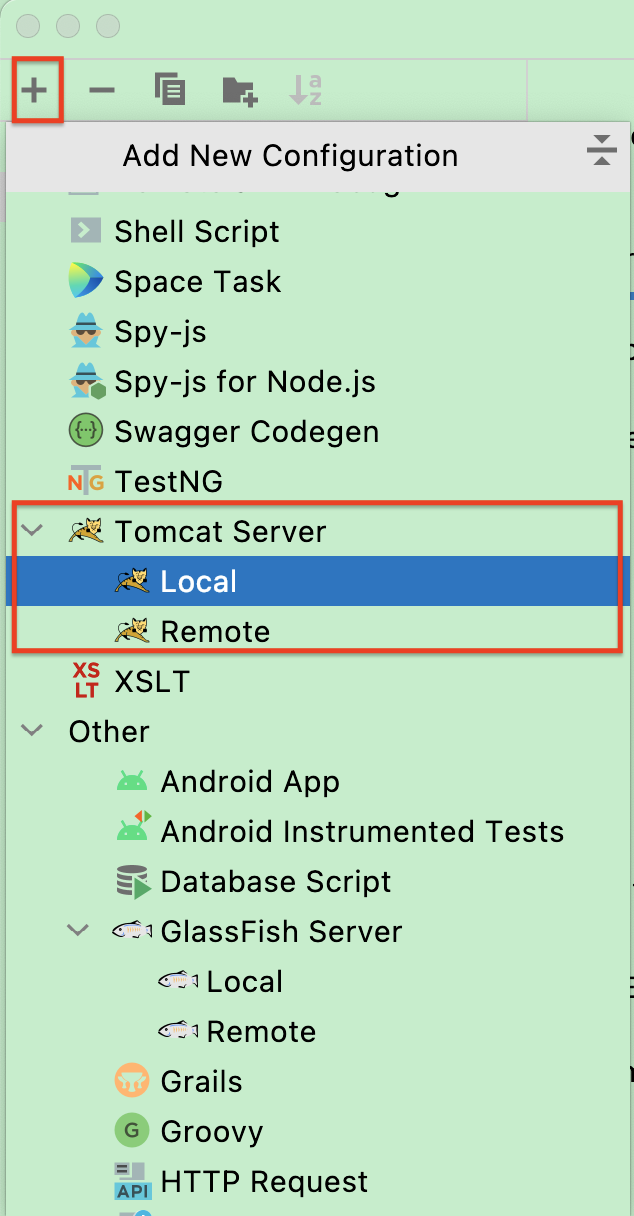 Add New Configuration
Shell Script
Space Task
Spy-js
Spy-js for Node.js
Swagger Codegen
TestNG
Tomcat Server
Local
Remote
XSLT
Other
Android App
Android Instrumented Tests
Database Script
GlassFish Server
Local
Remote
Grails
Groovy
HTTP Request